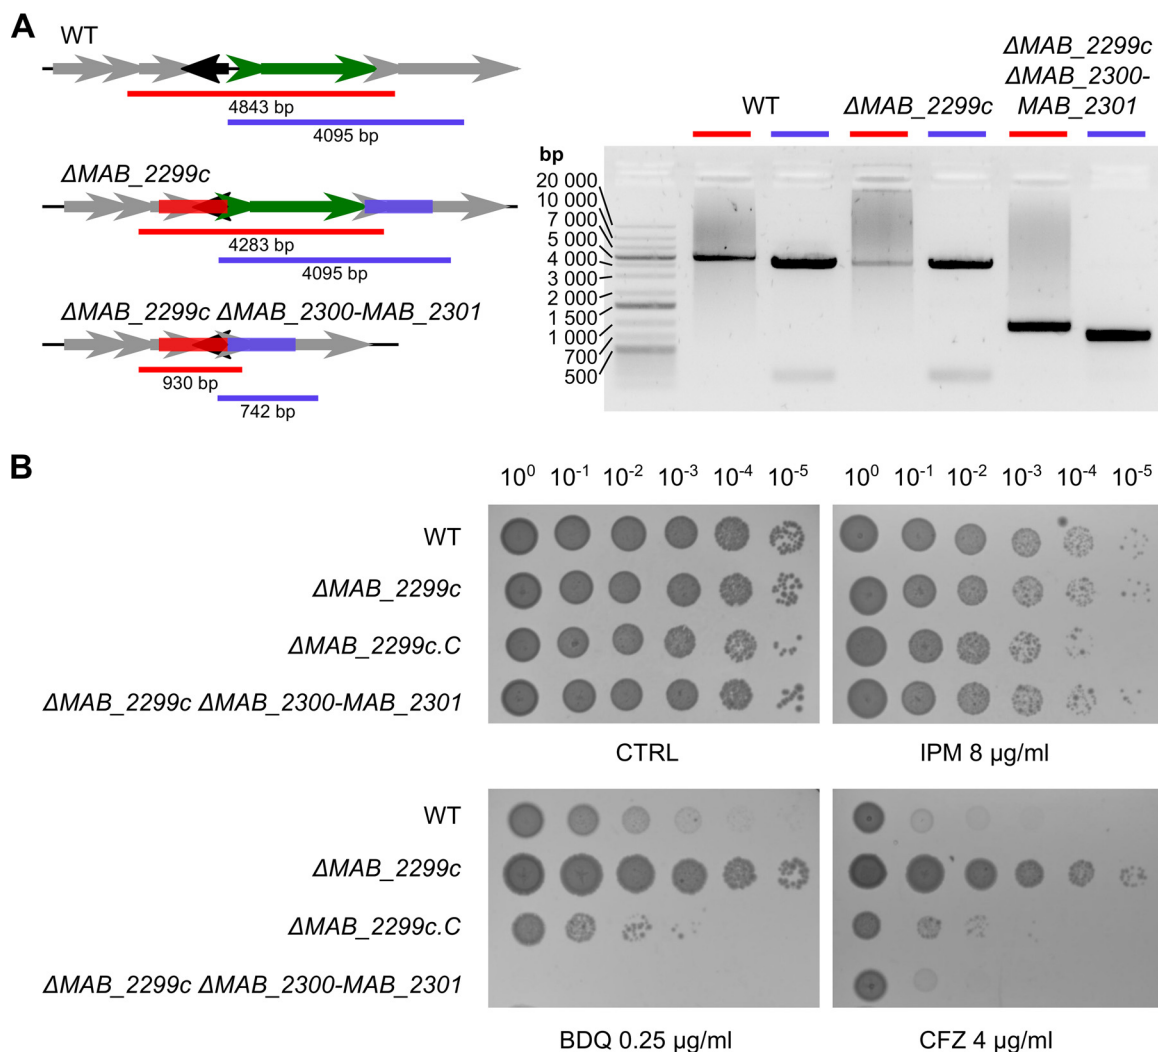 A
WT
4843 bp
4095 bp
ΔMAB_2299c
4283 bp
4095 bp
ΔMAB_2299c ΔMAB_2300-MAB_2301
930 bp
742 bp
WT
ΔMAB_2299c
ΔMAB_2299c
ΔMAB_2300-
MAB_2301
bp
20 000
10 000
7 000
5 000
4 000
3 000
2 000
1 500
1 000
700
500
B
10⁰ 10⁻¹ 10⁻² 10⁻³ 10⁻⁴ 10⁻⁵
10⁰ 10⁻¹ 10⁻² 10⁻³ 10⁻⁴ 10⁻⁵
WT
ΔMAB_2299c
ΔMAB_2299c.C
ΔMAB_2299c ΔMAB_2300-MAB_2301
CTRL
IPM 8 µg/ml
WT
ΔMAB_2299c
ΔMAB_2299c.C
ΔMAB_2299c ΔMAB_2300-MAB_2301
BDQ 0.25 µg/ml
CFZ 4 µg/ml